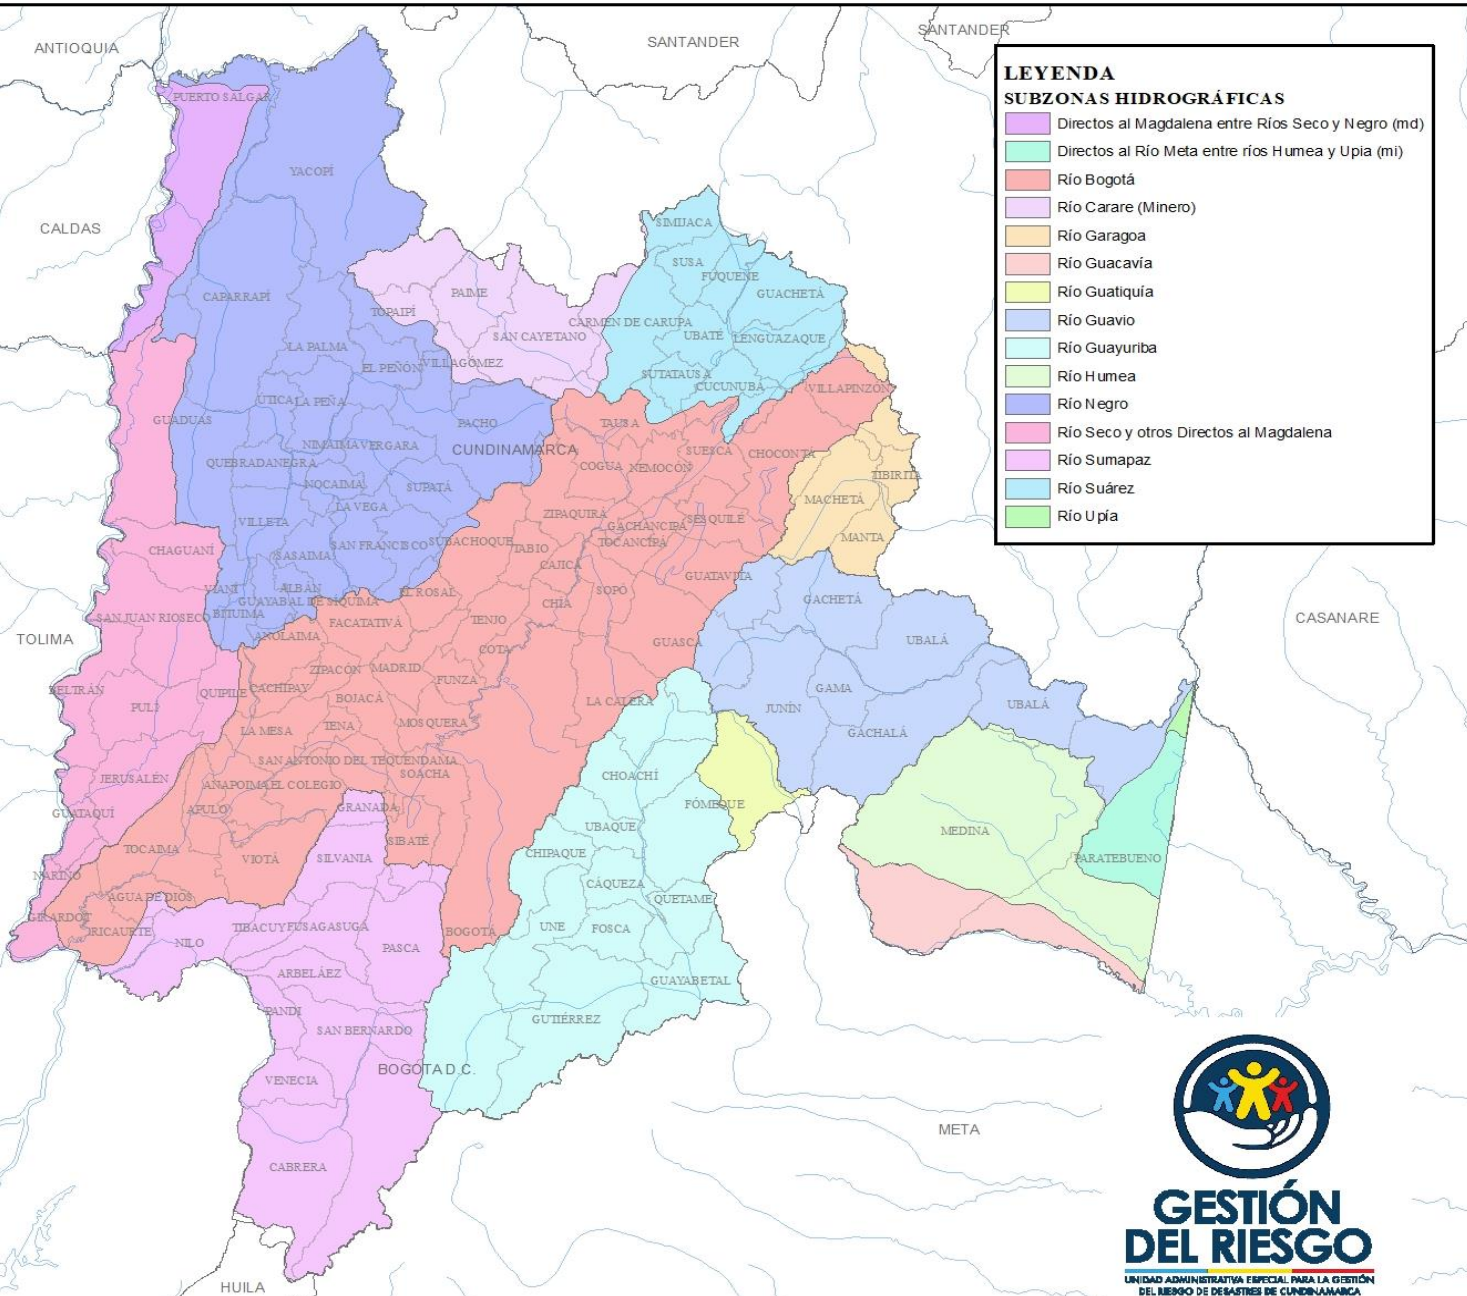 ANTIOQUIA
SANTANDER
SANTANDER
CALDAS
TOLIMA
CUNDINAMARCA
BOGOTA D.C.
HUILA
META
CASANARE
LEYENDA
SUBZONAS HIDROGRÁFICAS
Directos al Magdalena entre Ríos Seco y Negro (md)
Directos al Río Meta entre ríos Humea y Upia (mi)
Río Bogotá
Río Carare (Minero)
Río Garagoa
Río Guacavía
Río Guatiquía
Río Guavio
Río Guayuriba
Río Humea
Río Negro
Río Seco y otros Directos al Magdalena
Río Sumapaz
Río Suárez
Río Upía
PUERTO SALGAR
YACOPÍ
CAPARRAPÍ
TOPAIPÍ
PAIME
SAN CAYETANO
VILLAGÓMEZ
LA PALMA
EL PEÑÓN
ÚTICA
LA PEÑA
PACHO
GUADUAS
NIMAIMA
VERGARA
QUEBRADANEGRA
NOCAIMA
SUPATÁ
LA VEGA
VILLETA
SASAIMA
SAN FRANCISCO
SUBACHOQUE
CHAGUANÍ
VIANÍ
ALBÁN
GUAYABAL DE SÍQUIMA
BITUIMA
SAN JUAN RIOSECO
EL ROSAL
FACATATIVÁ
ANOLAIMA
SIMIJACA
SUSA
FÚQUENE
GUACHETÁ
CARMEN DE CARUPA
UBATÉ
LENGUAZAQUE
SUTATAUSA
CUCUNUBÁ
VILLAPINZÓN
TAUSA
COGUA
NEMOCÓN
SUESCA
CHOCONTÁ
TIBIRITA
MACHETÁ
MANTA
ZIPAQUIRA
GACHANCIPÁ
SESQUILÉ
TABIO
TOCANCIPÁ
CAJICÁ
SOPÓ
GUATAVITA
CHÍA
TENJO
COTA
GUASCA
GACHETÁ
UBALÁ
GAMA
JUNÍN
GACHALÁ
UBALÁ
ZIPACÓN
MADRID
FUNZA
CACHIPAY
BOJACÁ
MOSQUERA
LA CALERA
BELTRÁN
QUIPILE
PULÍ
LA MESA
TENA
SAN ANTONIO DEL TEQUENDAMA
SOACHA
JERUSALÉN
ANAPOIMA
EL COLEGIO
GUATAQUÍ
APULO
GRANADA
SIBATÉ
TOCAIMA
VIOTÁ
SILVANIA
NARIÑO
AGUA DE DIOS
GIRARDOT
RICAURTE
NILO
TIBACUY
FUSAGASUGÁ
PASCA
BOGOTÁ
ARBELÁEZ
PANDI
SAN BERNARDO
VENECIA
CABRERA
CHOACHÍ
FÓMEQUE
UBAQUE
CHIPAQUE
CÁQUEZA
QUETAME
UNE
FOSCA
GUAYABETAL
GUTIÉRREZ
MEDINA
PARATEBUENO
GESTIÓN
DEL RIESGO
UNIDAD ADMINISTRATIVA ESPECIAL PARA LA GESTIÓN
DEL RIESGO DE DESASTRES DE CUNDINAMARCA